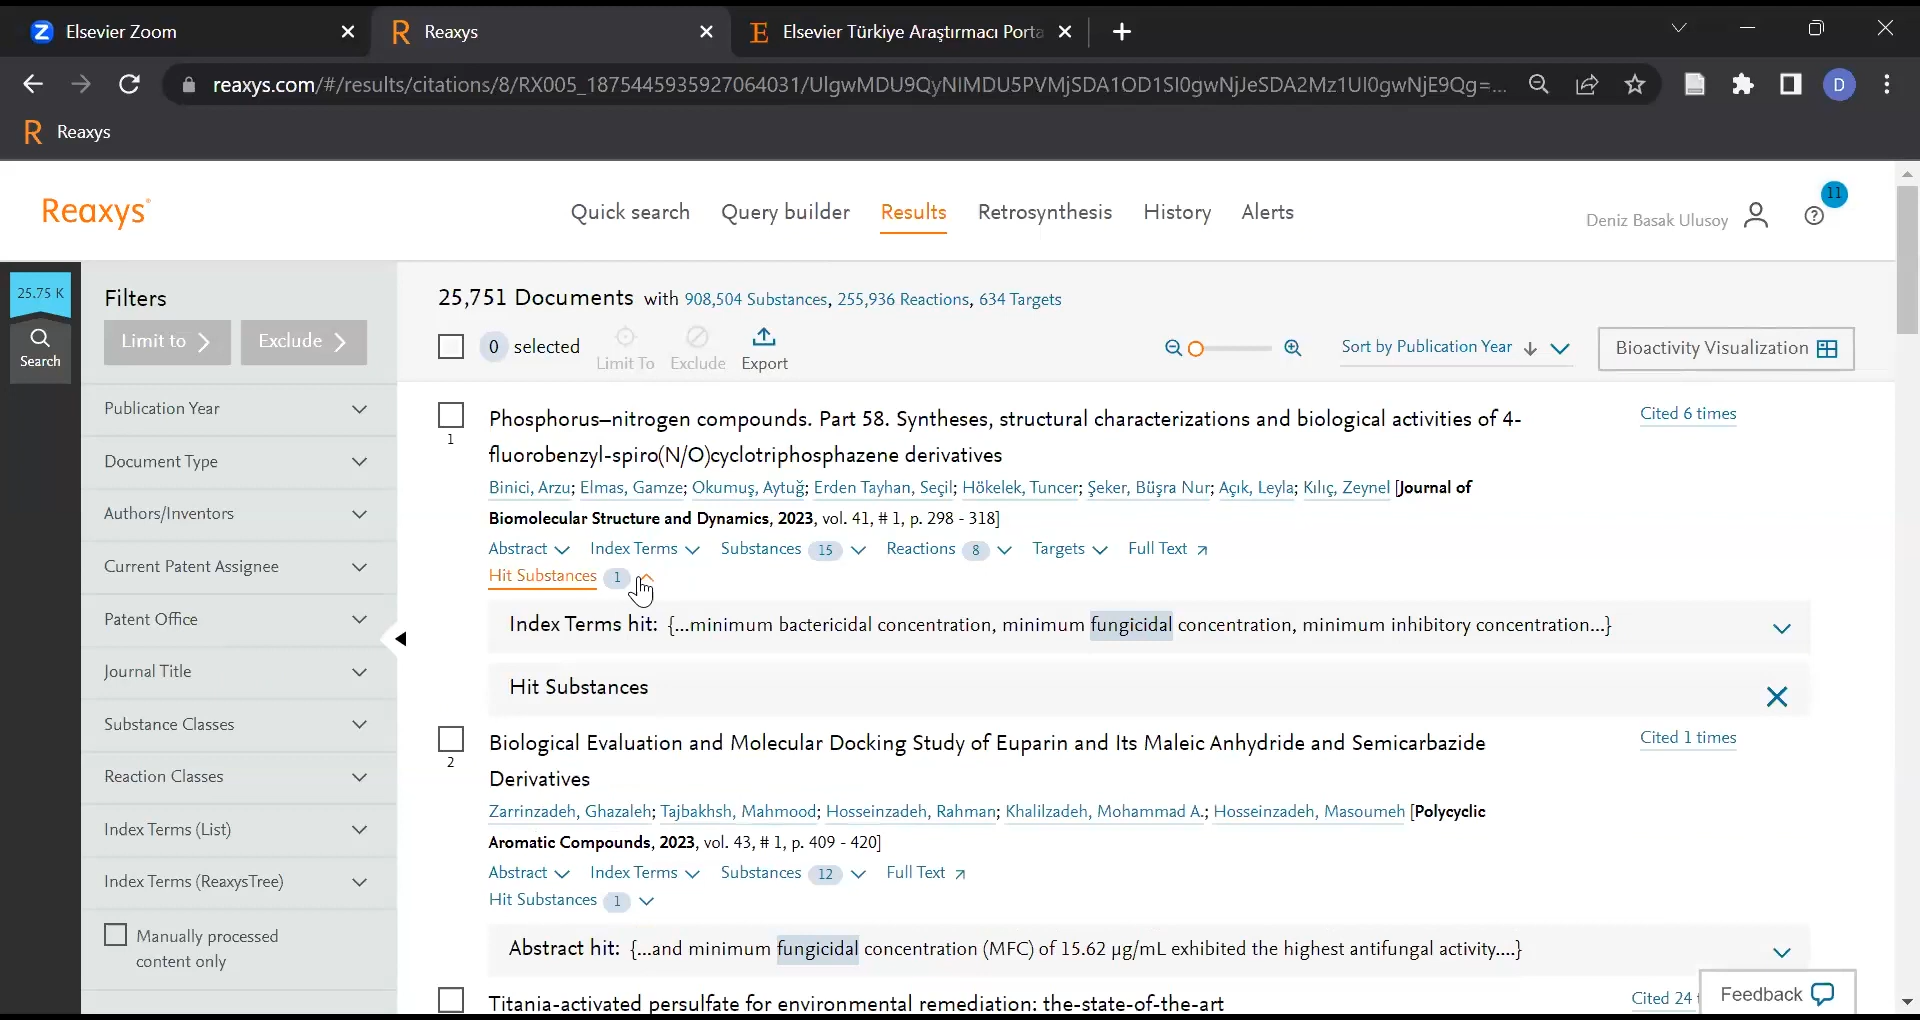 Elsevier Zoom
Reaxys
Elsevier Türkiye Araştırmacı Porta
reaxys.com/#/results/citations/8/RX005_1875445935927064031/
Reaxys
Reaxys
Quick search
Query builder
Results
Retrosynthesis
History
Alerts
Deniz Basak Ulusoy
11
D
25.75 K
Search
Filters
Limit to
Exclude
Publication Year
Document Type
Authors/Inventors
Current Patent Assignee
Patent Office
Journal Title
Substance Classes
Reaction Classes
Index Terms (List)
Index Terms (ReaxysTree)
Manually processed
content only
25,751 Documents with 908,504 Substances, 255,936 Reactions, 634 Targets
0 selected
Limit To
Exclude
Export
Sort by Publication Year
Bioactivity Visualization
1
Phosphorus–nitrogen compounds. Part 58. Syntheses, structural characterizations and biological activities of 4-
fluorobenzyl-spiro(N/O)cyclotriphosphazene derivatives
Cited 6 times
Binici, Arzu; Elmas, Gamze; Okumuş, Aytuğ; Erden Tayhan, Seçil; Hökelek, Tuncer; Şeker, Büşra Nur; Açık, Leyla; Kılıç, Zeynel [Journal of
Biomolecular Structure and Dynamics, 2023, vol. 41, # 1, p. 298 - 318]
Abstract Index Terms Substances 15 Reactions 8 Targets Full Text
Hit Substances 1
Index Terms hit: {...minimum bactericidal concentration, minimum fungicidal concentration, minimum inhibitory concentration...}
Hit Substances
2
Biological Evaluation and Molecular Docking Study of Euparin and Its Maleic Anhydride and Semicarbazide
Derivatives
Cited 1 times
Zarrinzadeh, Ghazaleh; Tajbakhsh, Mahmood; Hosseinzadeh, Rahman; Khalilzadeh, Mohammad A.; Hosseinzadeh, Masoumeh [Polycyclic
Aromatic Compounds, 2023, vol. 43, # 1, p. 409 - 420]
Abstract Index Terms Substances 12 Full Text
Hit Substances 1
Abstract hit: {...and minimum fungicidal concentration (MFC) of 15.62 µg/mL exhibited the highest antifungal activity....}
Titania-activated persulfate for environmental remediation: the-state-of-the-art
Cited 24 t
Feedback